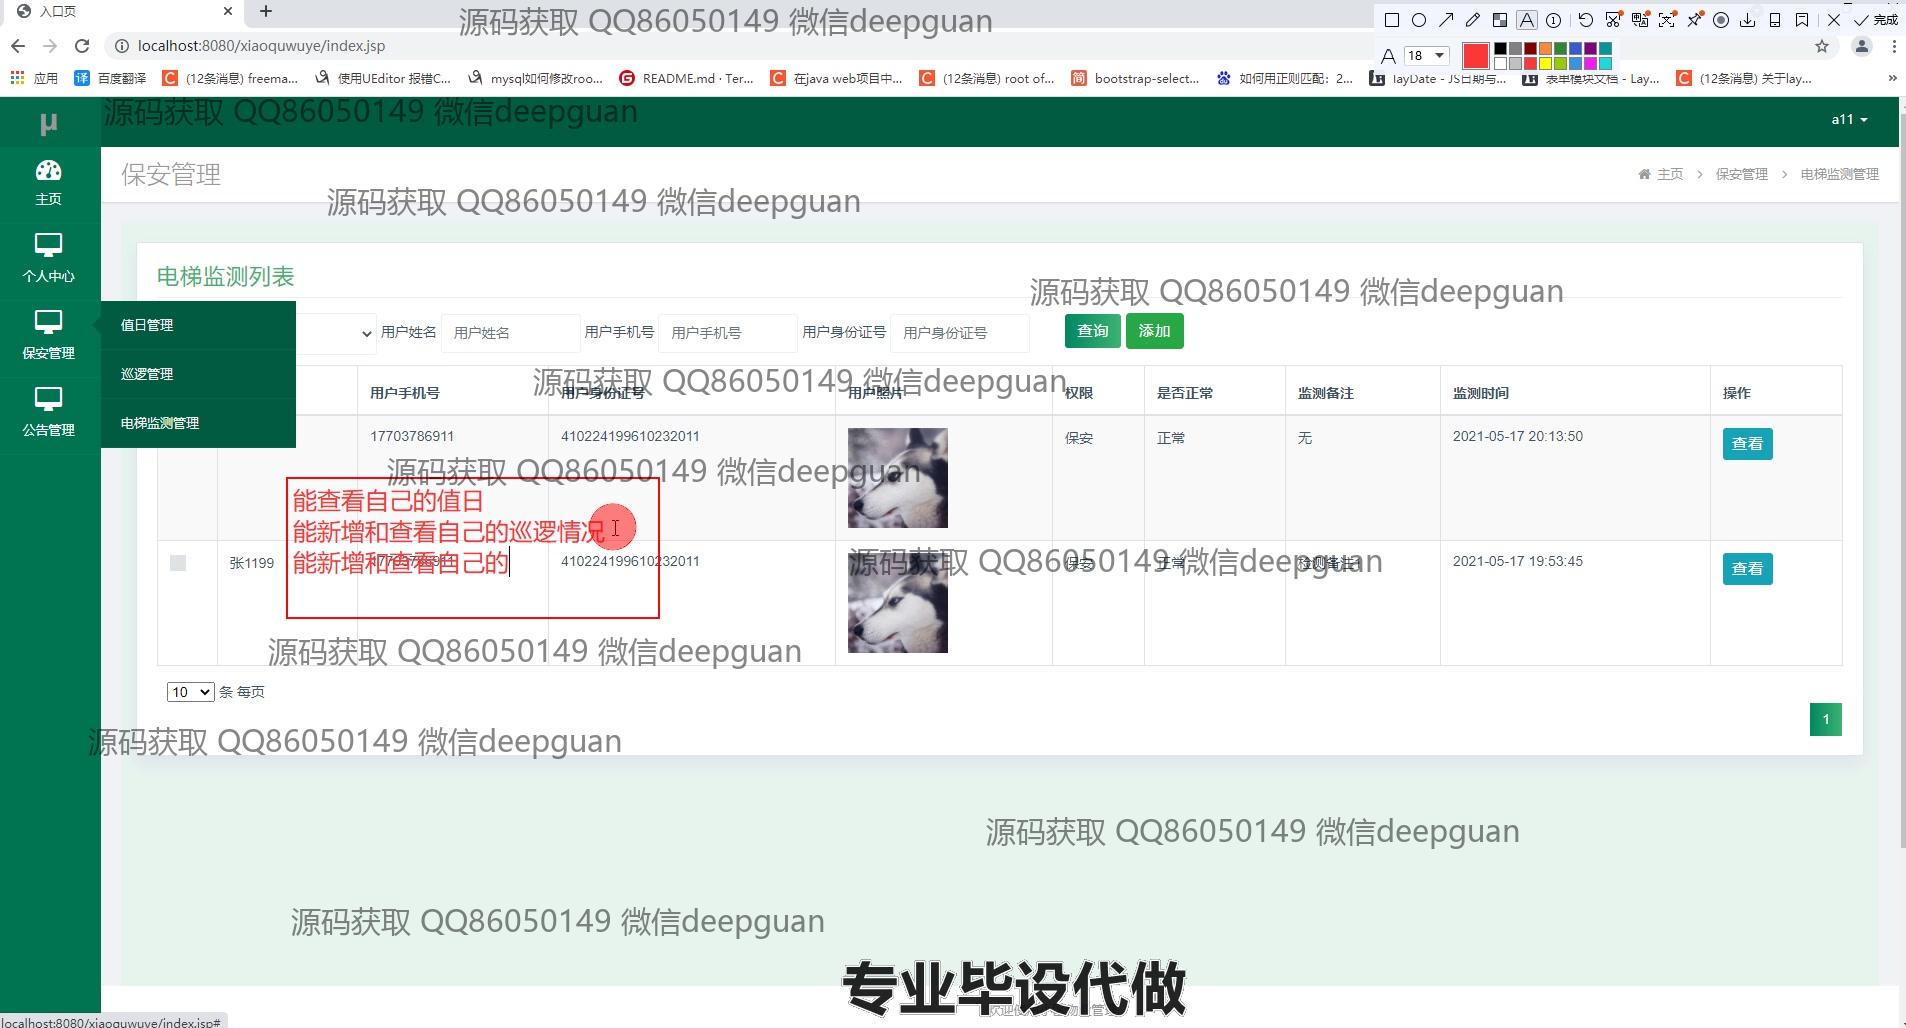 入口页
源码获取 QQ86050149 微信deepguan
完成
localhost:8080/xiaoquwuye/index.jsp
18
应用
百度翻译
(12条消息) freema...
使用UEditor 报错C...
mysql如何修改roo...
README.md · Ter...
在java web项目中...
(12条消息) root of...
bootstrap-select...
如何用正则匹配：2...
layDate - JS日期与...
表单模块文档 - Lay...
(12条消息) 关于lay...
源码获取 QQ86050149 微信deepguan
µ
a11
主页
个人中心
保安管理
公告管理
值日管理
巡逻管理
电梯监测管理
保安管理
主页 > 保安管理 > 电梯监测管理
源码获取 QQ86050149 微信deepguan
电梯监测列表
源码获取 QQ86050149 微信deepguan
用户姓名 用户姓名 用户手机号 用户手机号 用户身份证号 用户身份证号 查询 添加
源码获取 QQ86050149 微信deepguan
用户手机号 用户身份证号 用户照片 权限 是否正常 监测备注 监测时间 操作
17703786911 410224199610232011 保安 正常 无 2021-05-17 20:13:50 查看
源码获取 QQ86050149 微信deepguan
能查看自己的值日
能新增和查看自己的巡逻情况
能新增和查看自己的
张1199 17703786911 410224199610232011 保安 正常 2021-05-17 19:53:45 查看
源码获取 QQ86050149 微信deepguan
源码获取 QQ86050149 微信deepguan
10 条 每页
1
源码获取 QQ86050149 微信deepguan
源码获取 QQ86050149 微信deepguan
源码获取 QQ86050149 微信deepguan
专业毕设代做
localhost:8080/xiaoquwuye/index.jsp#